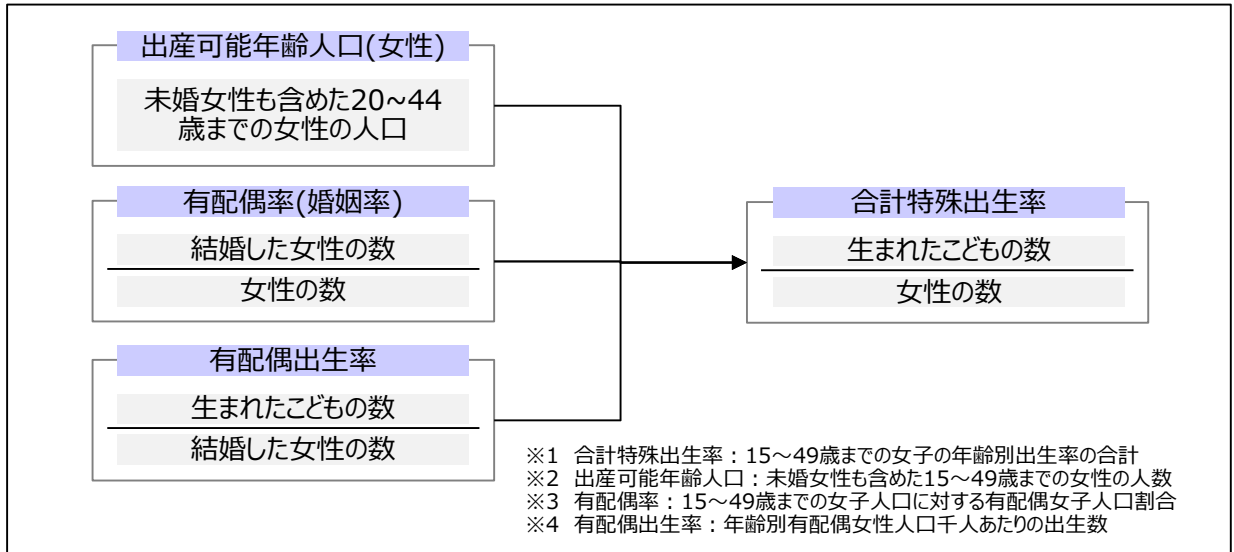 出産可能年齢人口(女性)
未婚女性も含めた20~44
歳までの女性の人口
有配偶率(婚姻率)
結婚した女性の数
女性の数
有配偶出生率
生まれたこどもの数
結婚した女性の数
合計特殊出生率
生まれたこどもの数
女性の数
※1 合計特殊出生率：15～49歳までの女子の年齢別出生率の合計
※2 出産可能年齢人口：未婚女性も含めた15～49歳までの女性の人数
※3 有配偶率：15～49歳までの女子人口に対する有配偶女子人口割合
※4 有配偶出生率：年齢別有配偶女性人口千人あたりの出生数